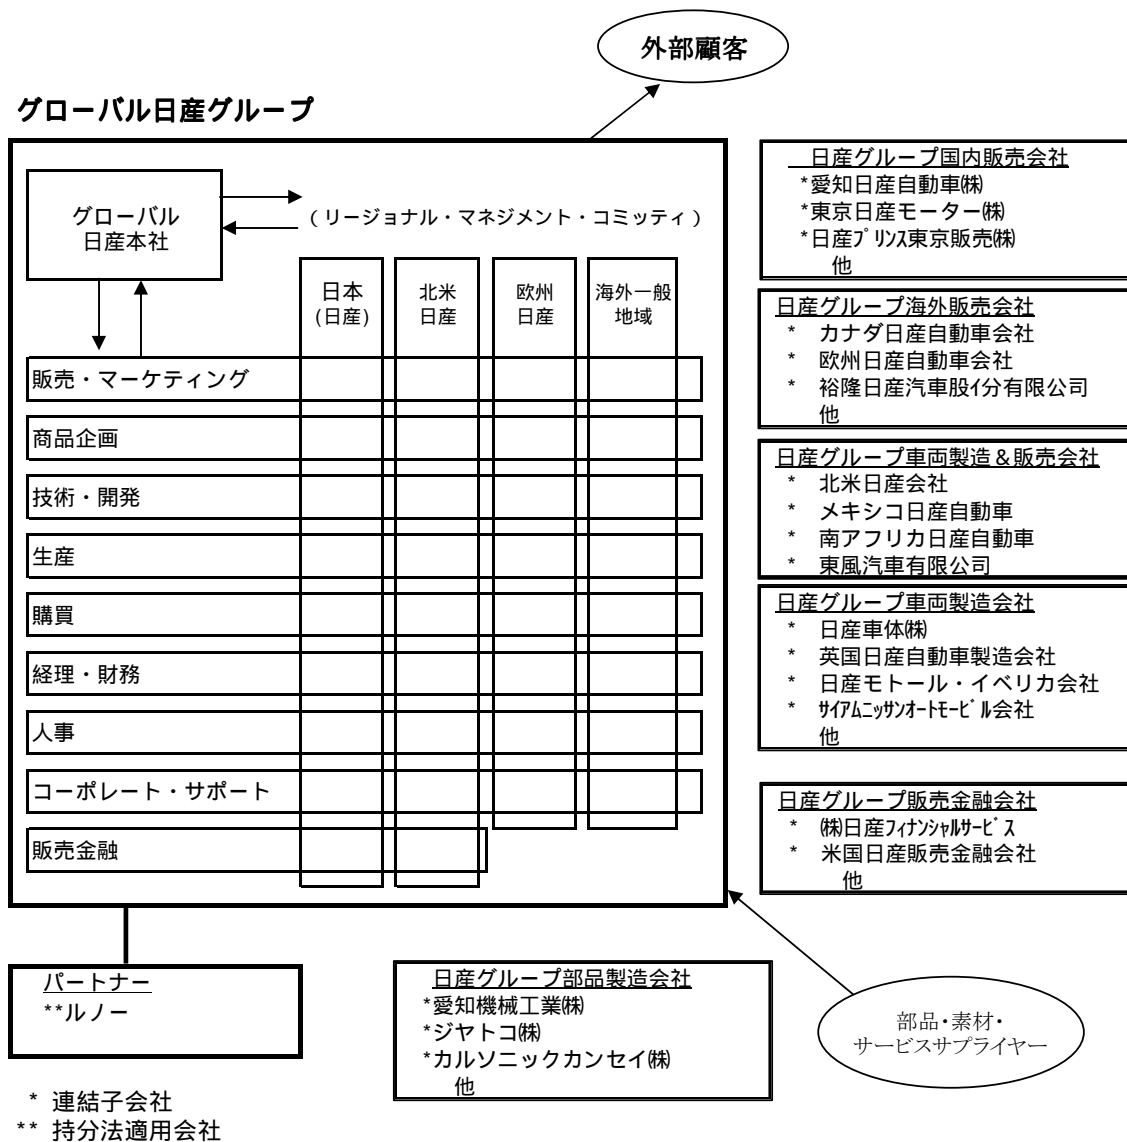 外部顧客
グローバル日産グループ
グローバル
日産本社
(リージョナル・マネジメント・コミッティ)
日本
(日産)
北米
日産
欧州
日産
海外一般
地域
販売・マーケティング
商品企画
技術・開発
生産
購買
経理・財務
人事
コーポレート・サポート
販売金融
日産グループ国内販売会社
*愛知日産自動車㈱
*東京日産モーター㈱
*日産プリンス東京販売㈱
他
日産グループ海外販売会社
* カナダ日産自動車会社
* 欧州日産自動車会社
* 裕隆日産汽車股イ分有限公司
他
日産グループ車両製造&販売会社
* 北米日産会社
* メキシコ日産自動車
* 南アフリカ日産自動車
* 東風汽車有限公司
日産グループ車両製造会社
* 日産車体㈱
* 英国日産自動車製造会社
* 日産モトール・イベリカ会社
* サイアムニッサンオートモービル会社
他
日産グループ販売金融会社
* ㈱日産フィナンシャルサービス
* 米国日産販売金融会社
他
パートナー
**ルノー
日産グループ部品製造会社
*愛知機械工業㈱
*ジヤトコ㈱
*カルソニックカンセイ㈱
他
部品・素材・
サービスサプライヤー
* 連結子会社
** 持分法適用会社